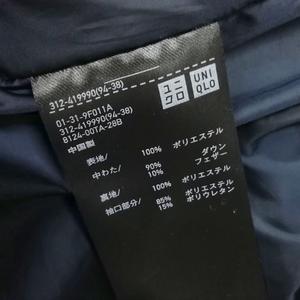 312-419990(94-38)
01-31-9F011A
312-419990(94-38)
8124-00TA-28B
中国製
表地/ 100% ポリエステル
中わた/ 90% ダウン
10% フェザー
裏地/ 100% ポリエステル
袖口部分/ 85% ポリエステル
15% ポリウレタン
ユニ
クロ
UNI
QLO